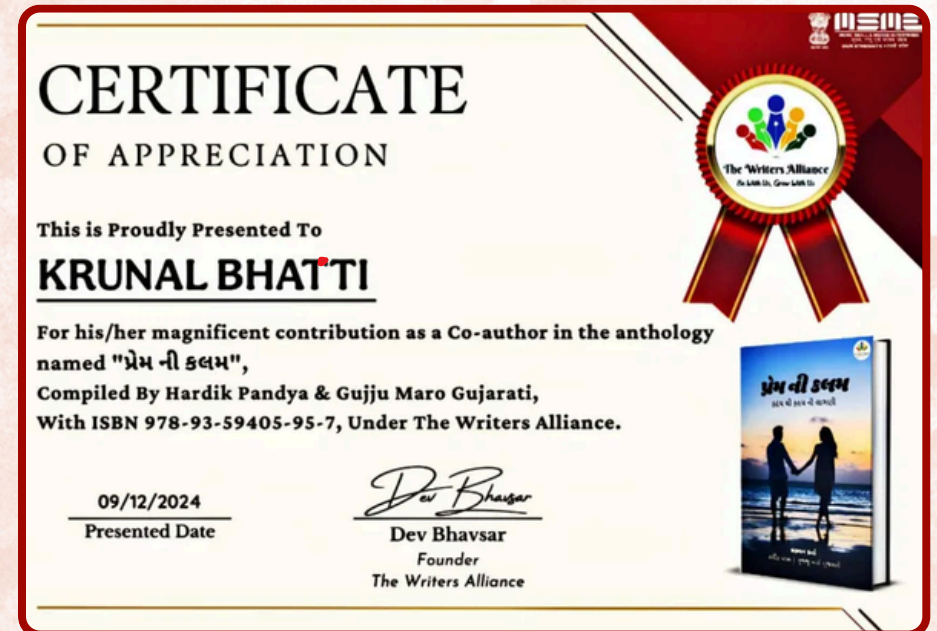 CERTIFICATE
OF APPRECIATION
The Writers Alliance
Be With Us, Grow With Us
This is Proudly Presented To
KRUNAL BHATTI
For his/her magnificent contribution as a Co-author in the anthology
named "પ્રેમ ની કલમ",
Compiled By Hardik Pandya & Gujju Maro Gujarati,
With ISBN 978-93-59405-95-7, Under The Writers Alliance.
પ્રેમ ની કલમ
09/12/2024
Presented Date
Dev Bhavsar
Dev Bhavsar
Founder
The Writers Alliance